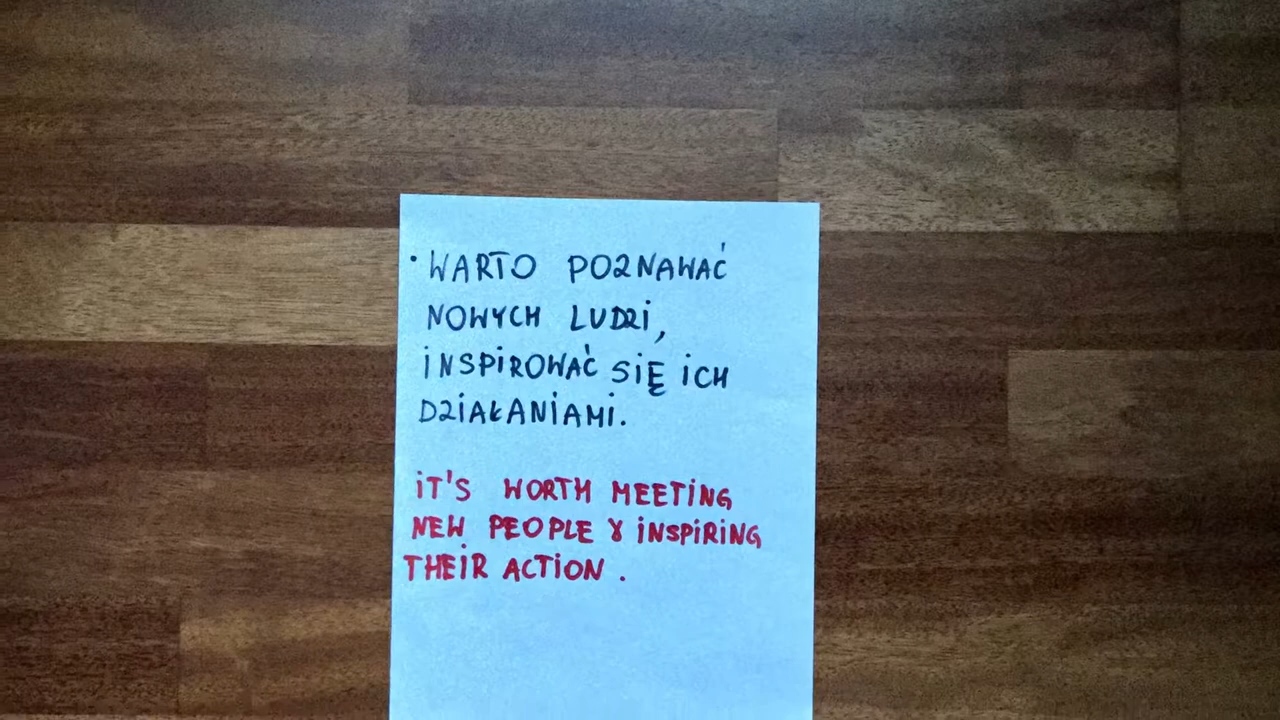 · WARTO POZNAWAĆ
NOWYCH LUDZI,
INSPIROWAĆ SIĘ ICH
DZIAŁANIAMI.
IT'S WORTH MEETING
NEW PEOPLE & INSPIRING
THEIR ACTION.